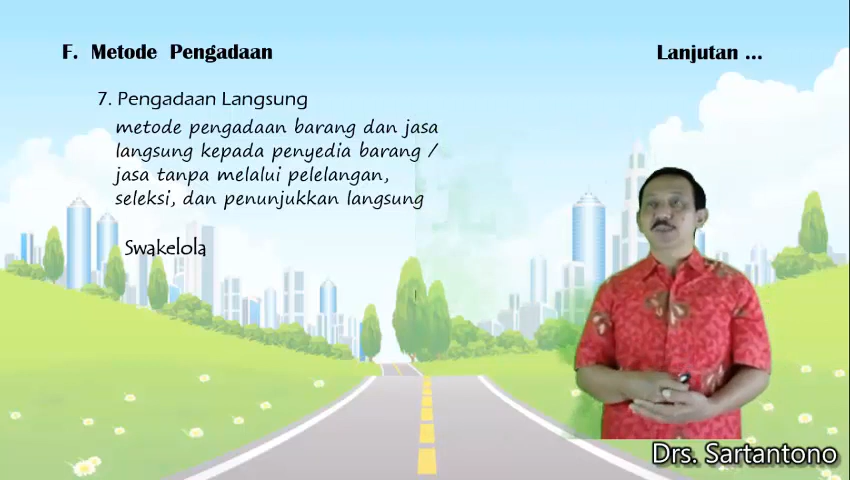 F. Metode Pengadaan
Lanjutan ...
7. Pengadaan Langsung
metode pengadaan barang dan jasa
langsung kepada penyedia barang /
jasa tanpa melalui pelelangan,
seleksi, dan penunjukkan langsung
Swakelola
Drs. Sartantono